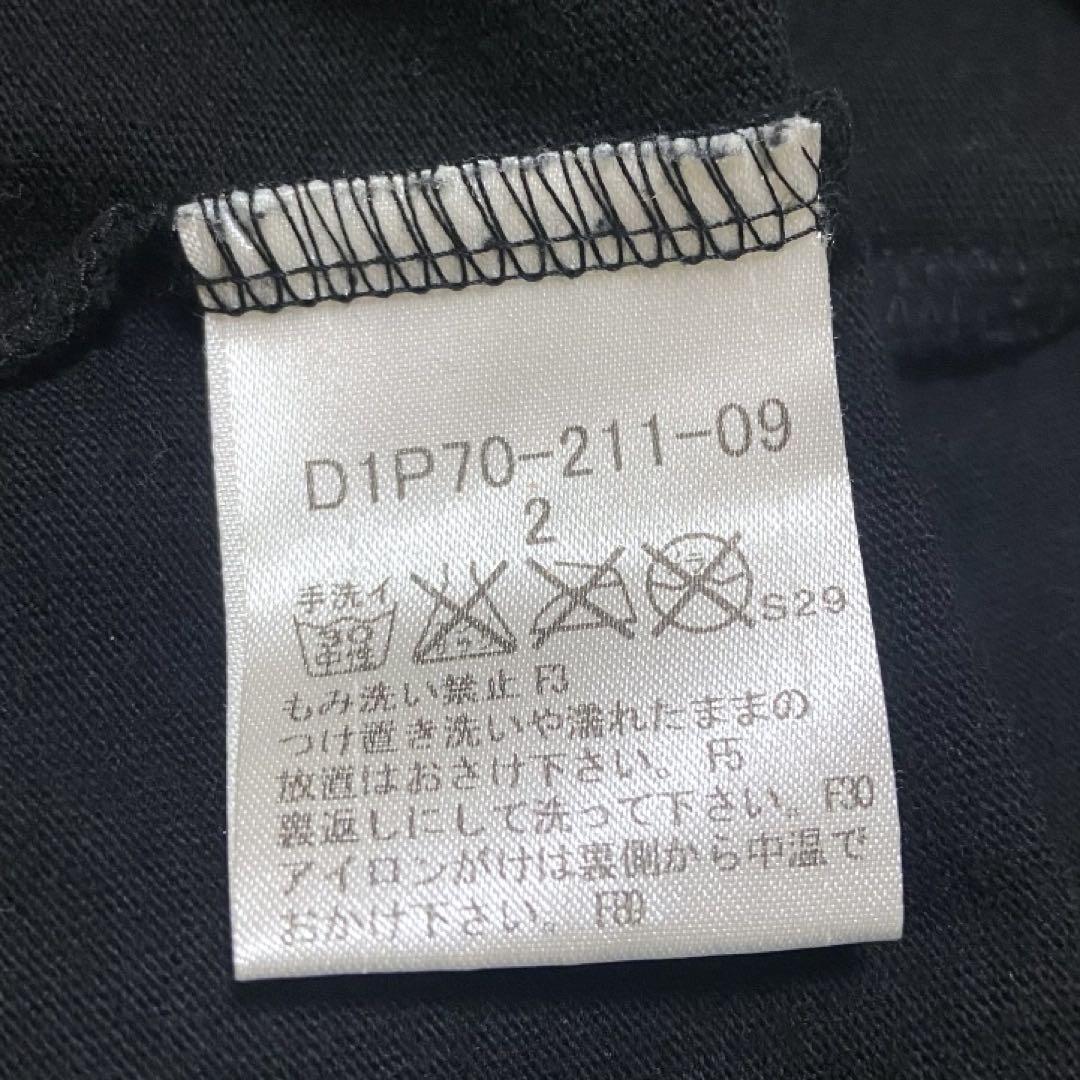 D1P70-211-09
2
手洗イ
30
中性
S29
もみ洗い禁止 F3
つけ置き洗いや濡れたままの
放置はおさけ下さい。 F5
裏返しにして洗って下さい。 F30
アイロンがけは裏側から中温で
おかけ下さい。 F89